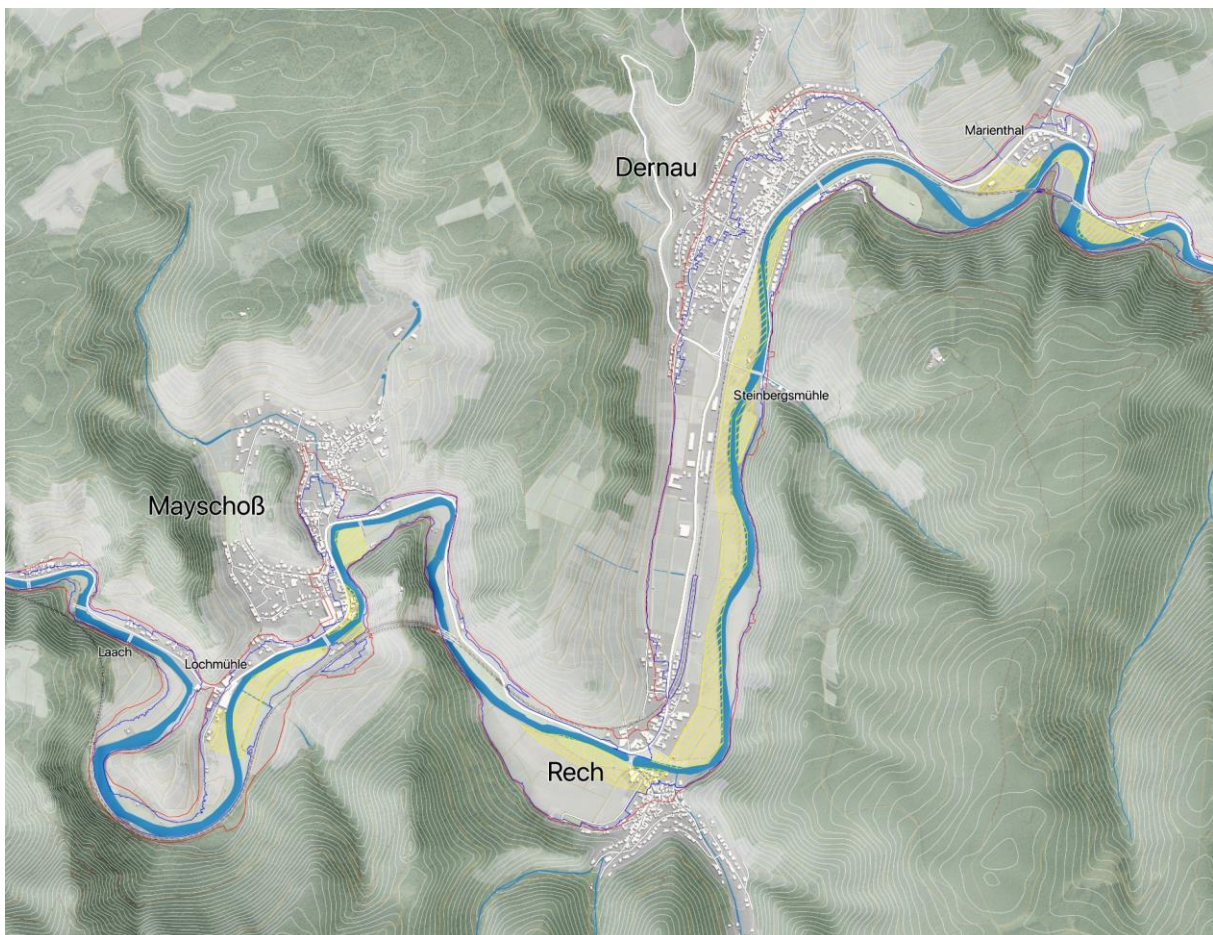 Marienthal
Dernau
Steinbergsmühle
Mayschoß
Laach
Lochmühle
Rech